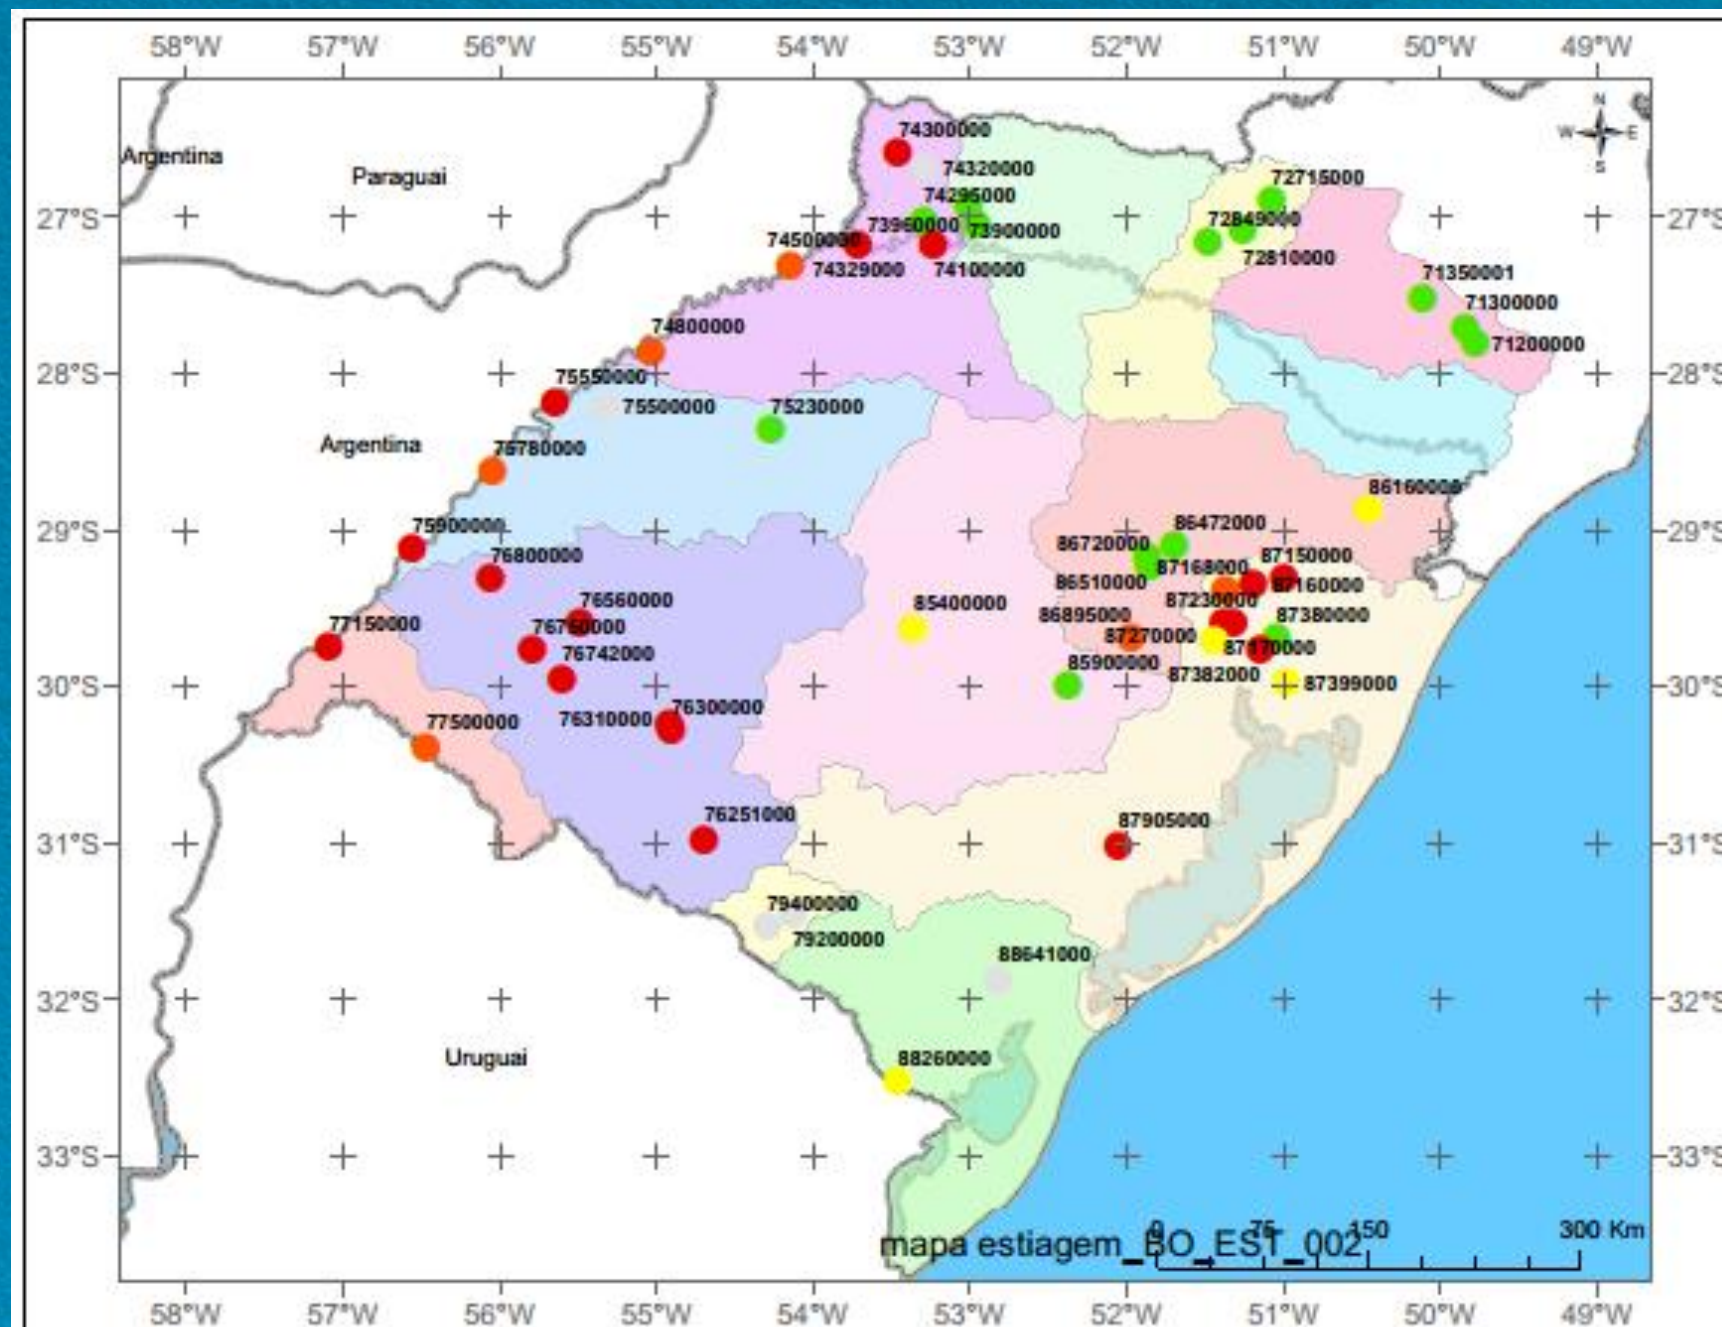 58°W 57°W 56°W 55°W 54°W 53°W 52°W 51°W 50°W 49°W
N
W E
S
74300000
Argentina
Paraguai
74320000
72715000
74295000
27°S 27°S
72849000
73960000
73900000
74500000
72810000
74329000 74100000
71350001
71300000
74800000
71200000
28°S 28°S
75550000
75500000 75230000
Argentina
75780000
86160000
75900000
86472000
29°S 29°S
86720000
76800000
87150000
87168000
86510000 87160000
76560000
85400000
87230000
86895000 87380000
77150000
76750000
87270000
87170000
76742000
85900000
87382000
87399000
30°S 30°S
76300000
76310000
77500000
76251000
87905000
31°S 31°S
79400000
79200000
88641000
32°S 32°S
Uruguai
88260000
33°S 33°S
0 75 150 300 Km
mapa estiagem_BO_EST_002
58°W 57°W 56°W 55°W 54°W 53°W 52°W 51°W 50°W 49°W